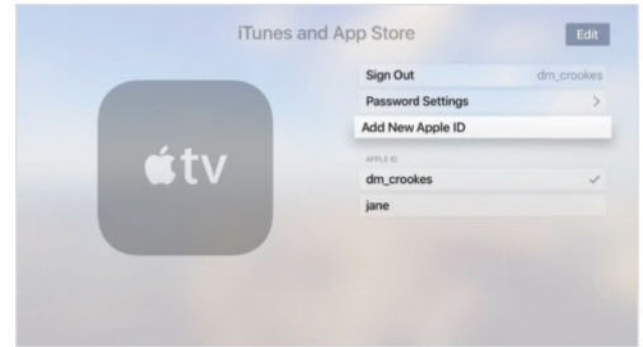 iTunes and App Store
Edit
Sign Out dm_crookes
Password Settings
Add New Apple ID
APPLE ID
dm_crookes
jane
tv